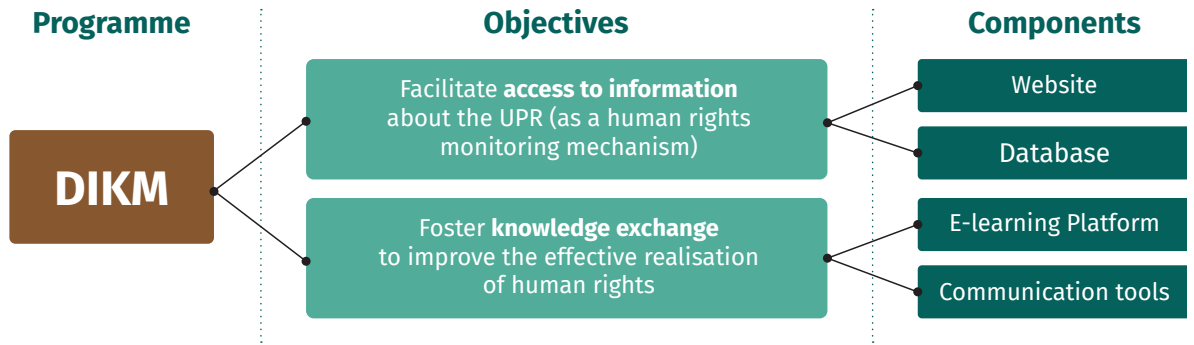 Programme
Objectives
Components
DIKM
Facilitate access to information
about the UPR (as a human rights
monitoring mechanism)
Foster knowledge exchange
to improve the effective realisation
of human rights
Website
Database
E-learning Platform
Communication tools